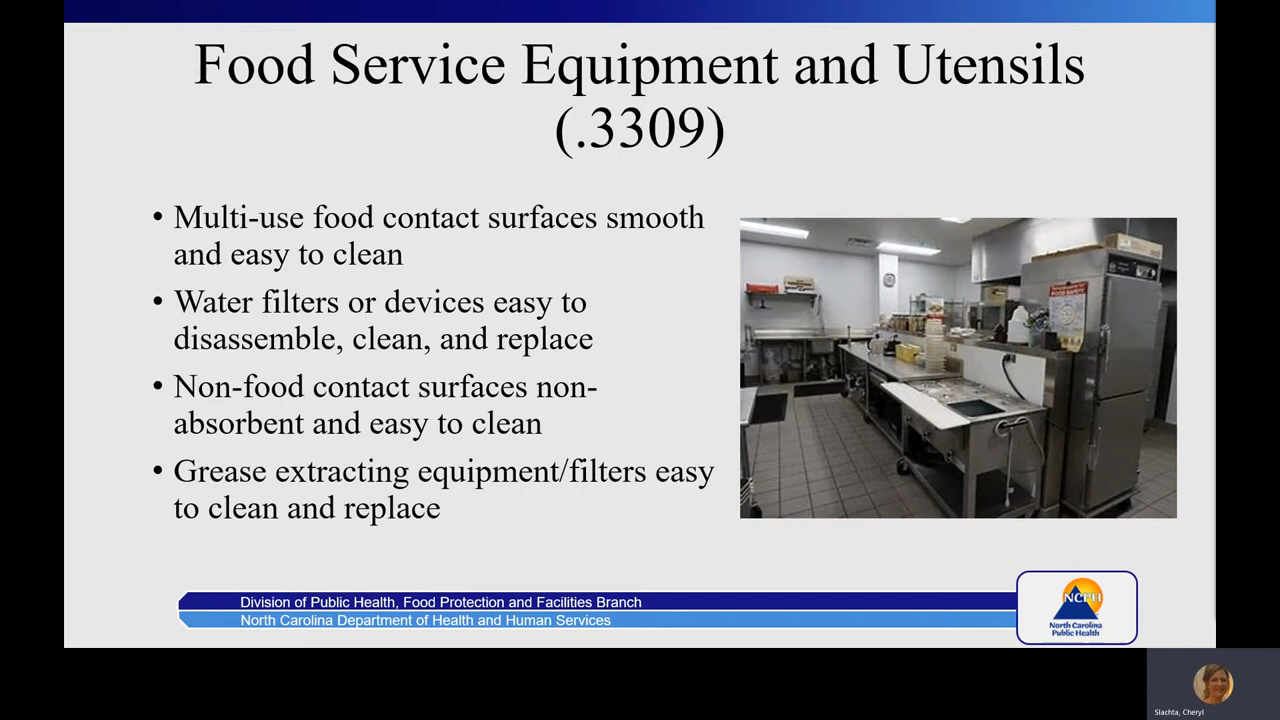 Food Service Equipment and Utensils
(.3309)
• Multi-use food contact surfaces smooth
and easy to clean
• Water filters or devices easy to
disassemble, clean, and replace
• Non-food contact surfaces non-
absorbent and easy to clean
• Grease extracting equipment/filters easy
to clean and replace
FOOD SAFETY
Division of Public Health, Food Protection and Facilities Branch
North Carolina Department of Health and Human Services
NCPH
North Carolina
Public Health
Slachta, Cheryl